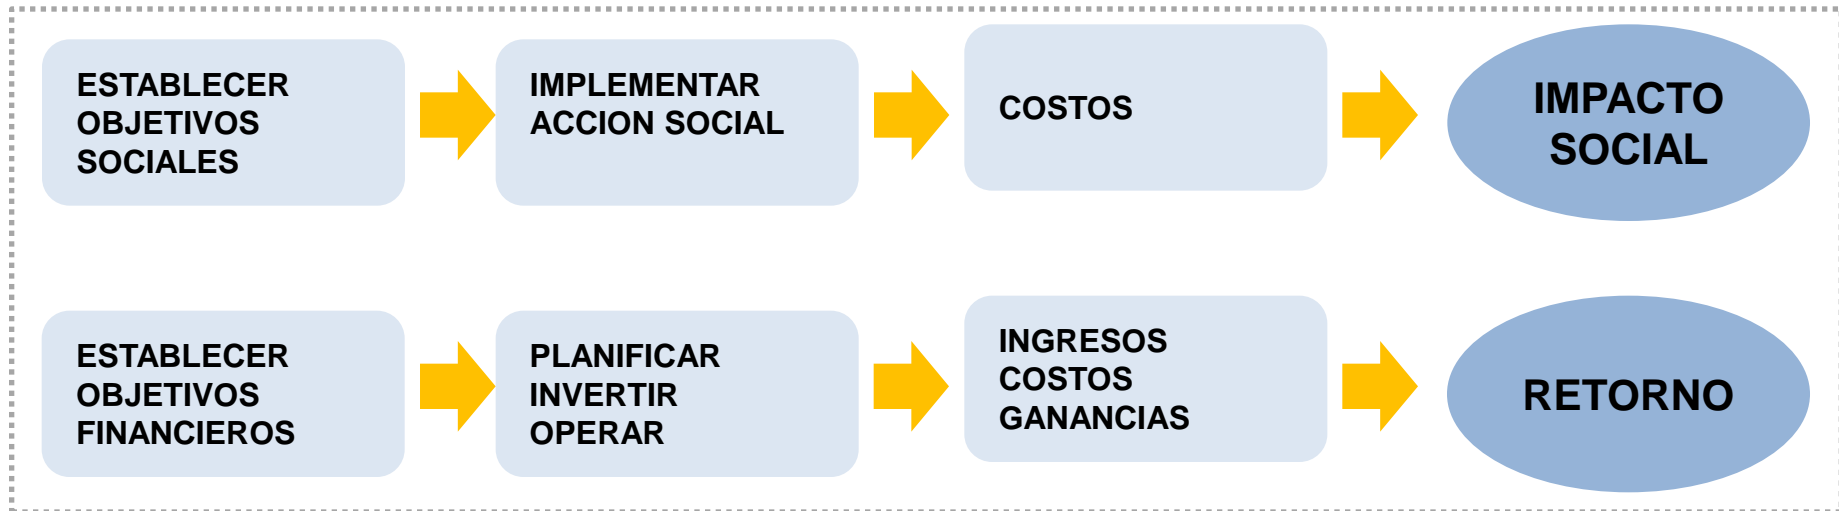 ESTABLECER
OBJETIVOS
SOCIALES
IMPLEMENTAR
ACCION SOCIAL
COSTOS
IMPACTO
SOCIAL
ESTABLECER
OBJETIVOS
FINANCIEROS
PLANIFICAR
INVERTIR
OPERAR
INGRESOS
COSTOS
GANANCIAS
RETORNO